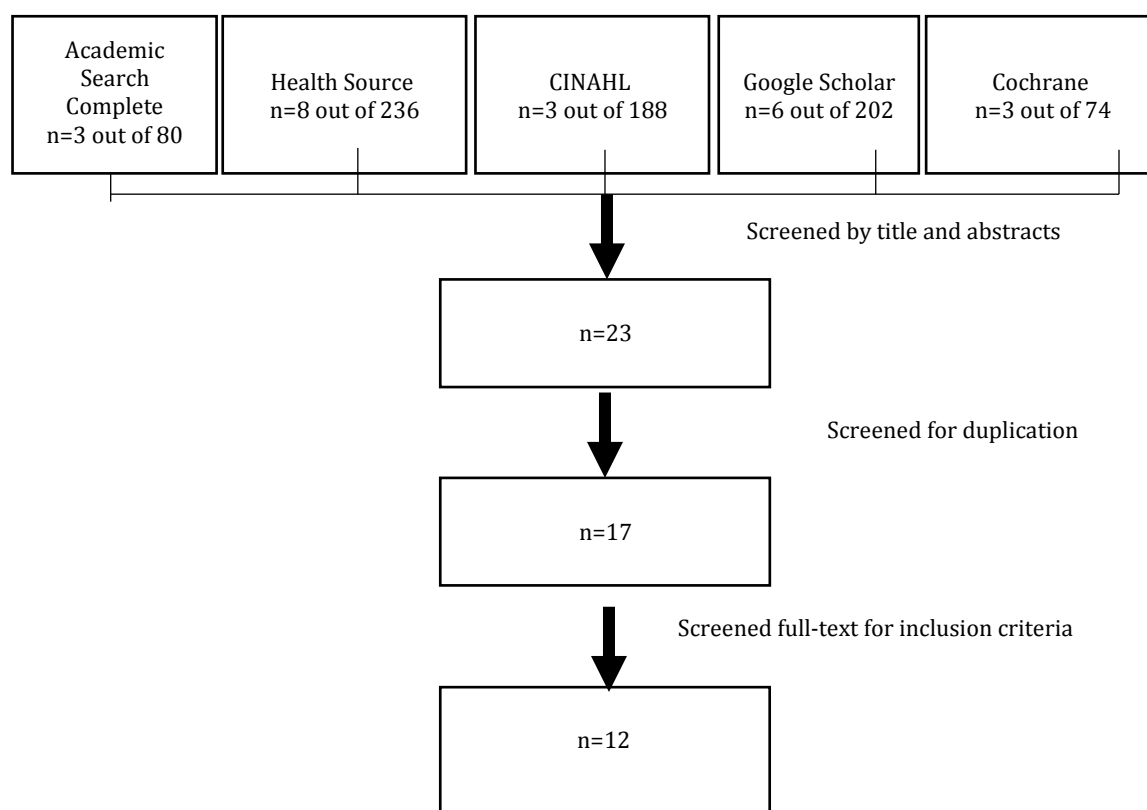 Academic
Search
Complete
n=3 out of 80
Health Source
n=8 out of 236
CINAHL
n=3 out of 188
Google Scholar
n=6 out of 202
Cochrane
n=3 out of 74
Screened by title and abstracts
n=23
Screened for duplication
n=17
Screened full-text for inclusion criteria
n=12